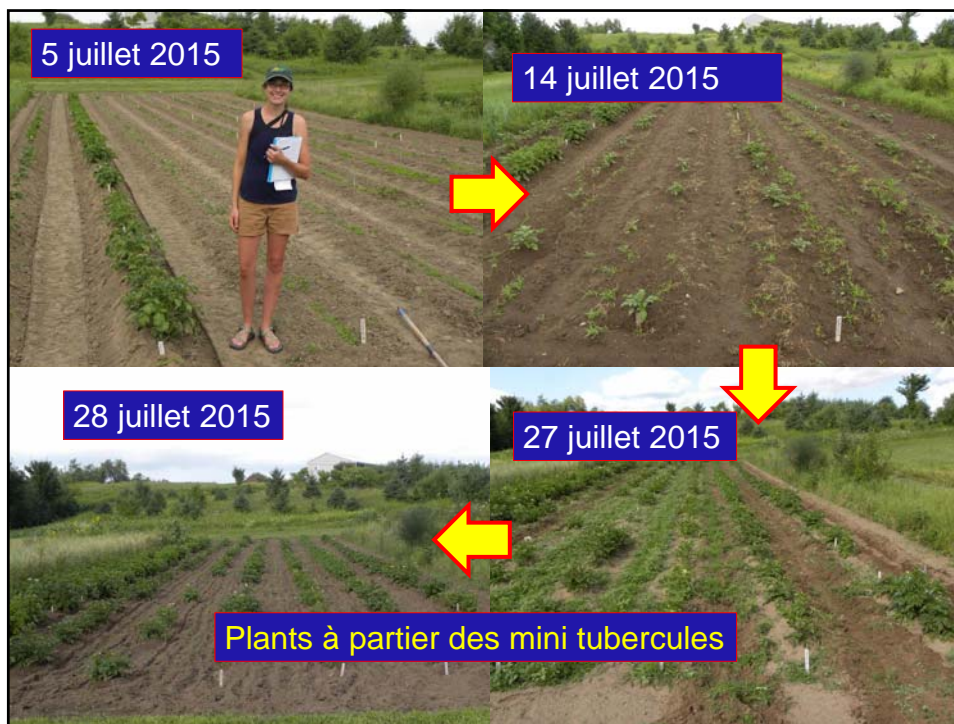 5 juillet 2015
14 juillet 2015
27 juillet 2015
28 juillet 2015
Plants à partier des mini tubercules